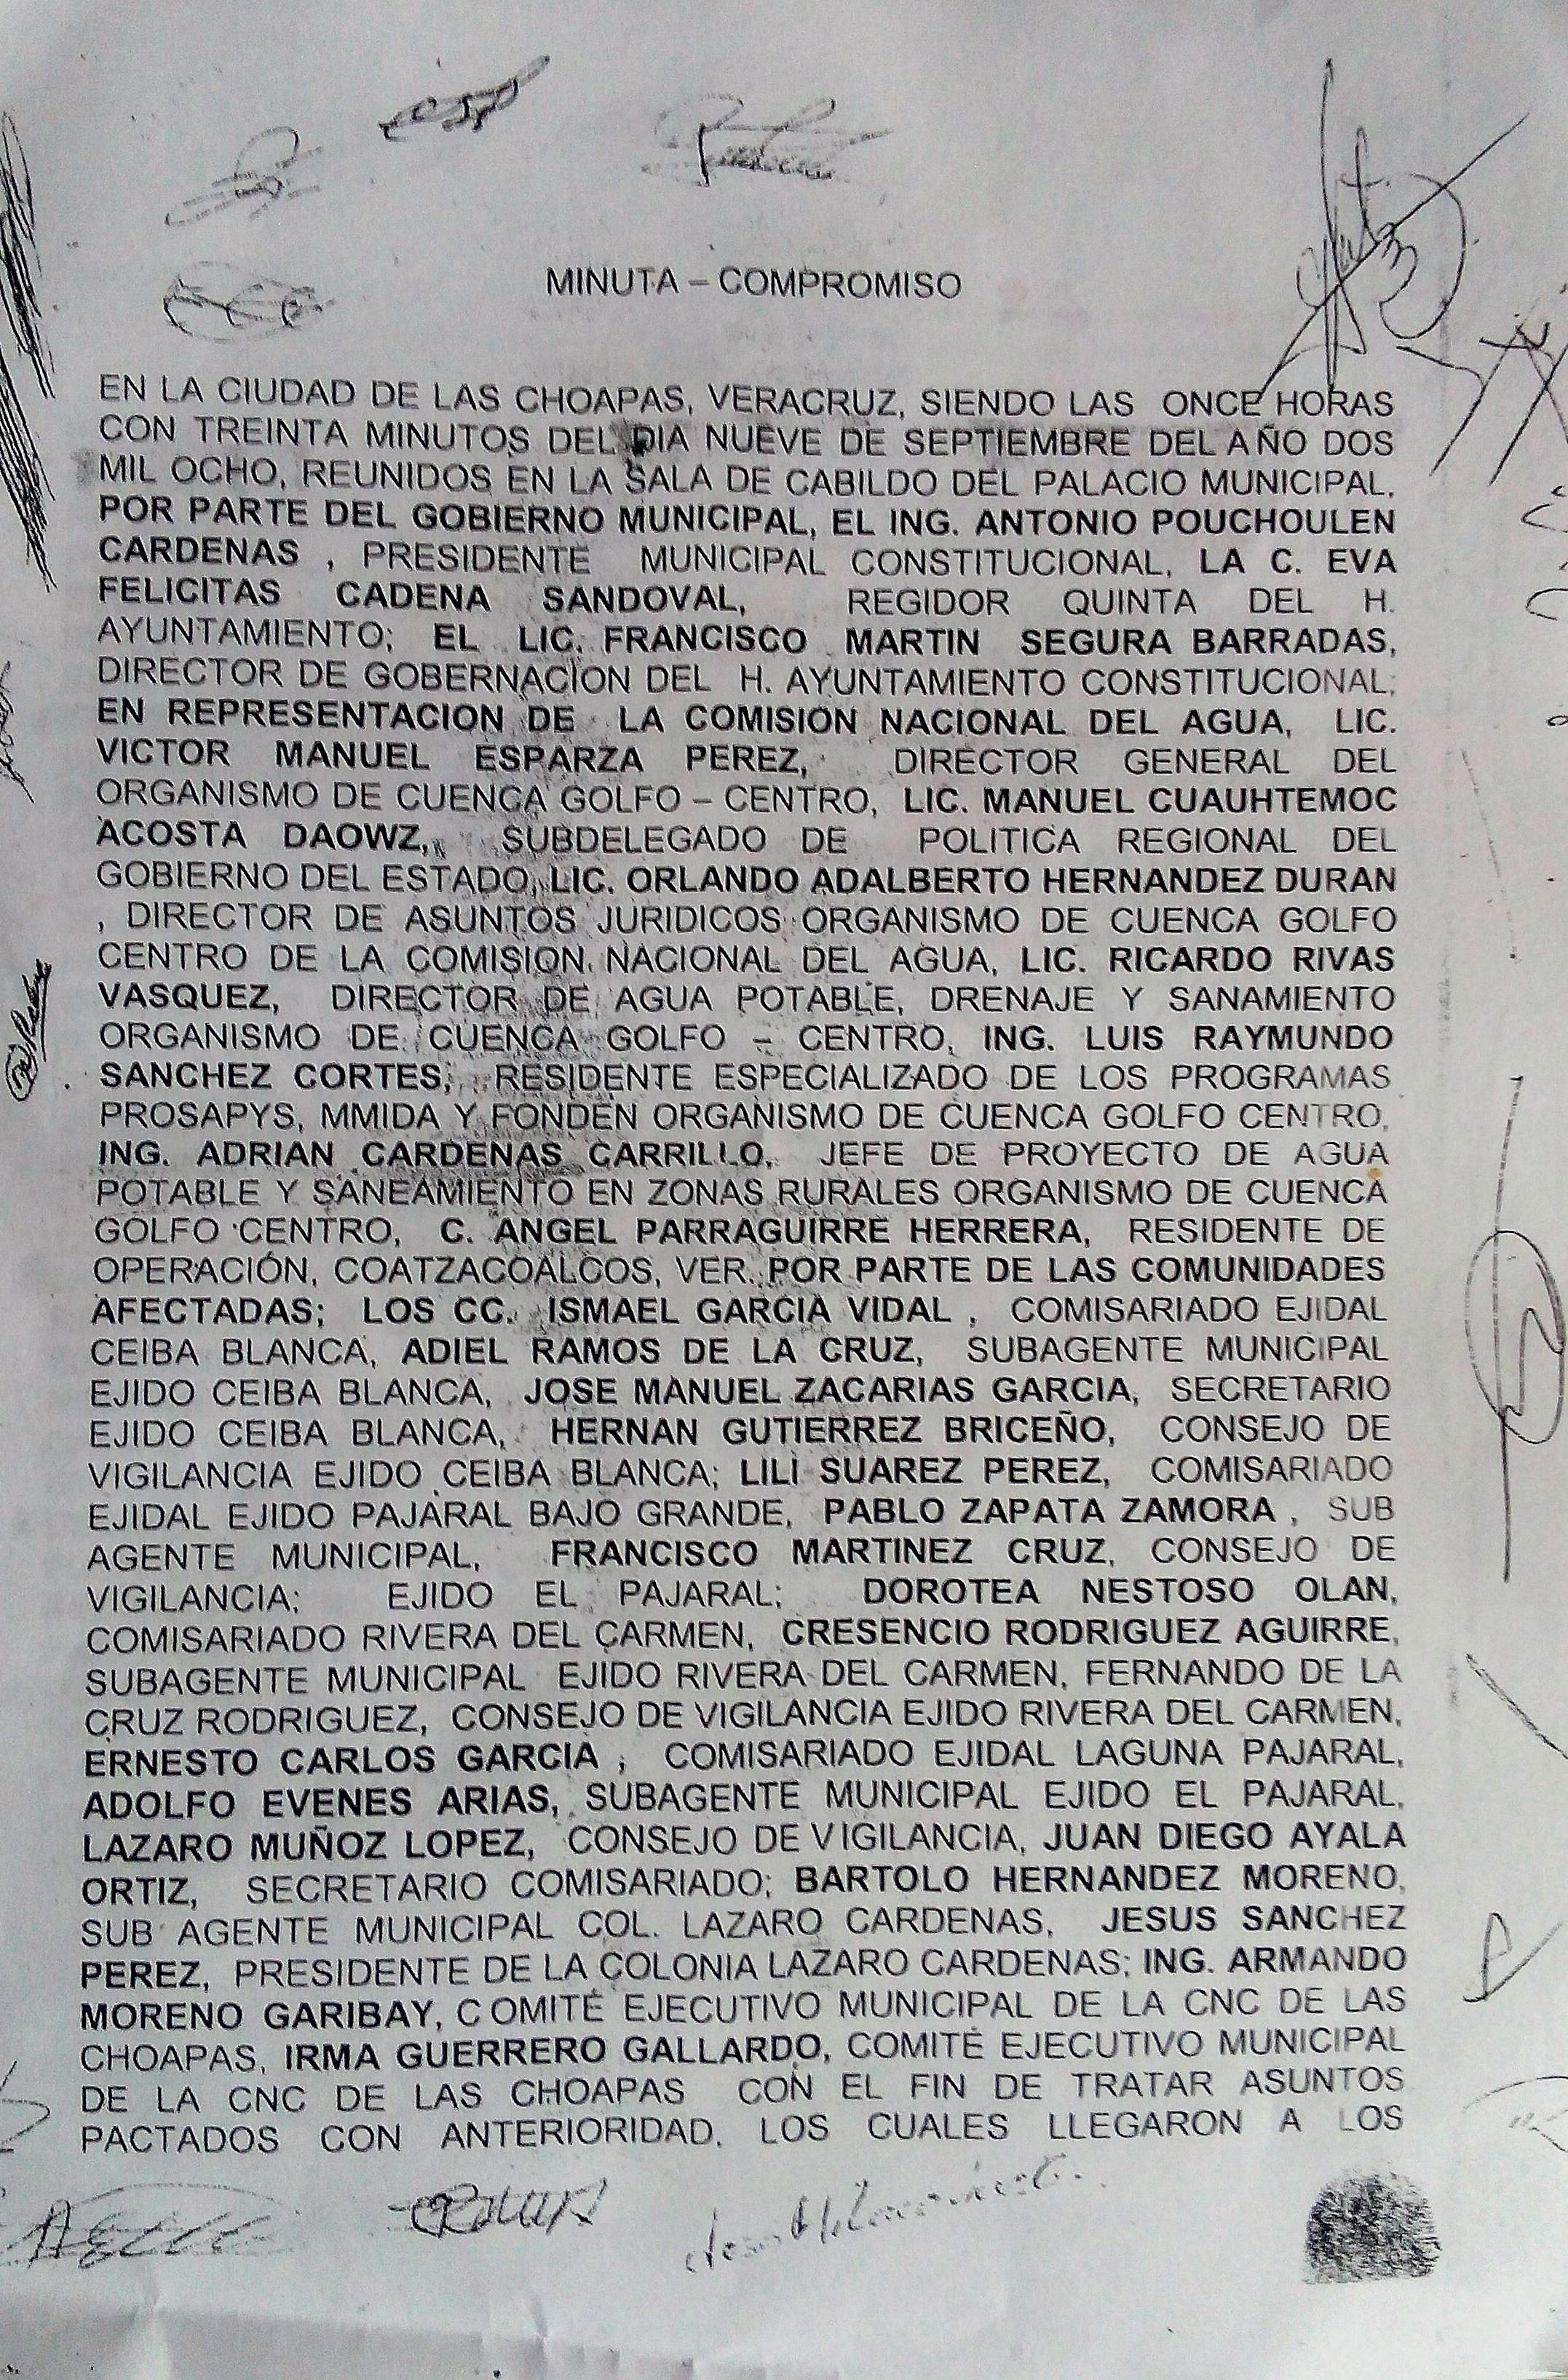 MINUTA – COMPROMISO
EN LA CIUDAD DE LAS CHOAPAS, VERACRUZ, SIENDO LAS ONCE HORAS
CON TREINTA MINUTOS DEL DIA NUEVE DE SEPTIEMBRE DEL AÑO DOS
MIL OCHO, REUNIDOS EN LA SALA DE CABILDO DEL PALACIO MUNICIPAL,
POR PARTE DEL GOBIERNO MUNICIPAL, EL ING. ANTONIO POUCHOULEN
CARDENAS , PRESIDENTE MUNICIPAL CONSTITUCIONAL, LA C. EVA
FELICITAS CADENA SANDOVAL, REGIDOR QUINTA DEL H.
AYUNTAMIENTO; EL LIC. FRANCISCO MARTIN SEGURA BARRADAS,
DIRECTOR DE GOBERNACION DEL H. AYUNTAMIENTO CONSTITUCIONAL;
EN REPRESENTACION DE LA COMISION NACIONAL DEL AGUA, LIC.
VICTOR MANUEL ESPARZA PEREZ, DIRECTOR GENERAL DEL
ORGANISMO DE CUENCA GOLFO – CENTRO, LIC. MANUEL CUAUHTEMOC
ACOSTA DAOWZ, SUBDELEGADO DE POLITICA REGIONAL DEL
GOBIERNO DEL ESTADO, LIC. ORLANDO ADALBERTO HERNANDEZ DURAN
, DIRECTOR DE ASUNTOS JURIDICOS ORGANISMO DE CUENCA GOLFO
CENTRO DE LA COMISION NACIONAL DEL AGUA, LIC. RICARDO RIVAS
VASQUEZ, DIRECTOR DE AGUA POTABLE, DRENAJE Y SANAMIENTO
ORGANISMO DE CUENCA GOLFO – CENTRO, ING. LUIS RAYMUNDO
SANCHEZ CORTES, RESIDENTE ESPECIALIZADO DE LOS PROGRAMAS
PROSAPYS, MMIDA Y FONDEN ORGANISMO DE CUENCA GOLFO CENTRO,
ING. ADRIAN CARDENAS CARRILLO, JEFE DE PROYECTO DE AGUA
POTABLE Y SANEAMIENTO EN ZONAS RURALES ORGANISMO DE CUENCA
GOLFO CENTRO, C. ANGEL PARRAGUIRRE HERRERA, RESIDENTE DE
OPERACIÓN, COATZACOALCOS, VER. POR PARTE DE LAS COMUNIDADES
AFECTADAS; LOS CC. ISMAEL GARCIA VIDAL , COMISARIADO EJIDAL
CEIBA BLANCA, ADIEL RAMOS DE LA CRUZ, SUBAGENTE MUNICIPAL
EJIDO CEIBA BLANCA, JOSE MANUEL ZACARIAS GARCIA, SECRETARIO
EJIDO CEIBA BLANCA, HERNAN GUTIERREZ BRICEÑO, CONSEJO DE
VIGILANCIA EJIDO CEIBA BLANCA; LILI SUAREZ PEREZ, COMISARIADO
EJIDAL EJIDO PAJARAL BAJO GRANDE, PABLO ZAPATA ZAMORA , SUB
AGENTE MUNICIPAL, FRANCISCO MARTINEZ CRUZ, CONSEJO DE
VIGILANCIA; EJIDO EL PAJARAL; DOROTEA NESTOSO OLAN,
COMISARIADO RIVERA DEL CARMEN, CRESENCIO RODRIGUEZ AGUIRRE,
SUBAGENTE MUNICIPAL EJIDO RIVERA DEL CARMEN, FERNANDO DE LA
CRUZ RODRIGUEZ, CONSEJO DE VIGILANCIA EJIDO RIVERA DEL CARMEN,
ERNESTO CARLOS GARCIA , COMISARIADO EJIDAL LAGUNA PAJARAL,
ADOLFO EVENES ARIAS, SUBAGENTE MUNICIPAL EJIDO EL PAJARAL,
LAZARO MUÑOZ LOPEZ, CONSEJO DE VIGILANCIA, JUAN DIEGO AYALA
ORTIZ, SECRETARIO COMISARIADO; BARTOLO HERNANDEZ MORENO,
SUB AGENTE MUNICIPAL COL. LAZARO CARDENAS, JESUS SANCHEZ
PEREZ, PRESIDENTE DE LA COLONIA LAZARO CARDENAS; ING. ARMANDO
MORENO GARIBAY, COMITÉ EJECUTIVO MUNICIPAL DE LA CNC DE LAS
CHOAPAS, IRMA GUERRERO GALLARDO, COMITÉ EJECUTIVO MUNICIPAL
DE LA CNC DE LAS CHOAPAS CON EL FIN DE TRATAR ASUNTOS
PACTADOS CON ANTERIORIDAD, LOS CUALES LLEGARON A LOS